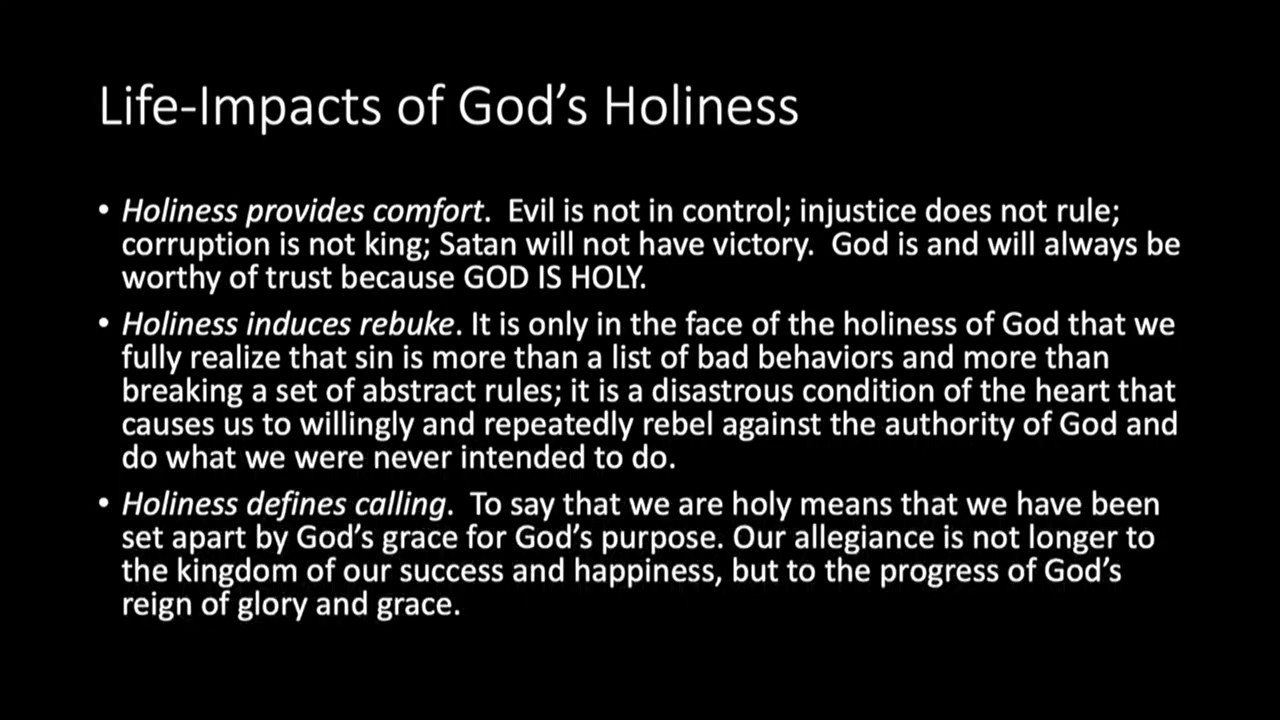 Life-Impacts of God’s Holiness
• Holiness provides comfort.  Evil is not in control; injustice does not rule;
corruption is not king; Satan will not have victory.  God is and will always be
worthy of trust because GOD IS HOLY.
• Holiness induces rebuke. It is only in the face of the holiness of God that we
fully realize that sin is more than a list of bad behaviors and more than
breaking a set of abstract rules; it is a disastrous condition of the heart that
causes us to willingly and repeatedly rebel against the authority of God and
do what we were never intended to do.
• Holiness defines calling.  To say that we are holy means that we have been
set apart by God’s grace for God’s purpose. Our allegiance is not longer to
the kingdom of our success and happiness, but to the progress of God’s
reign of glory and grace.